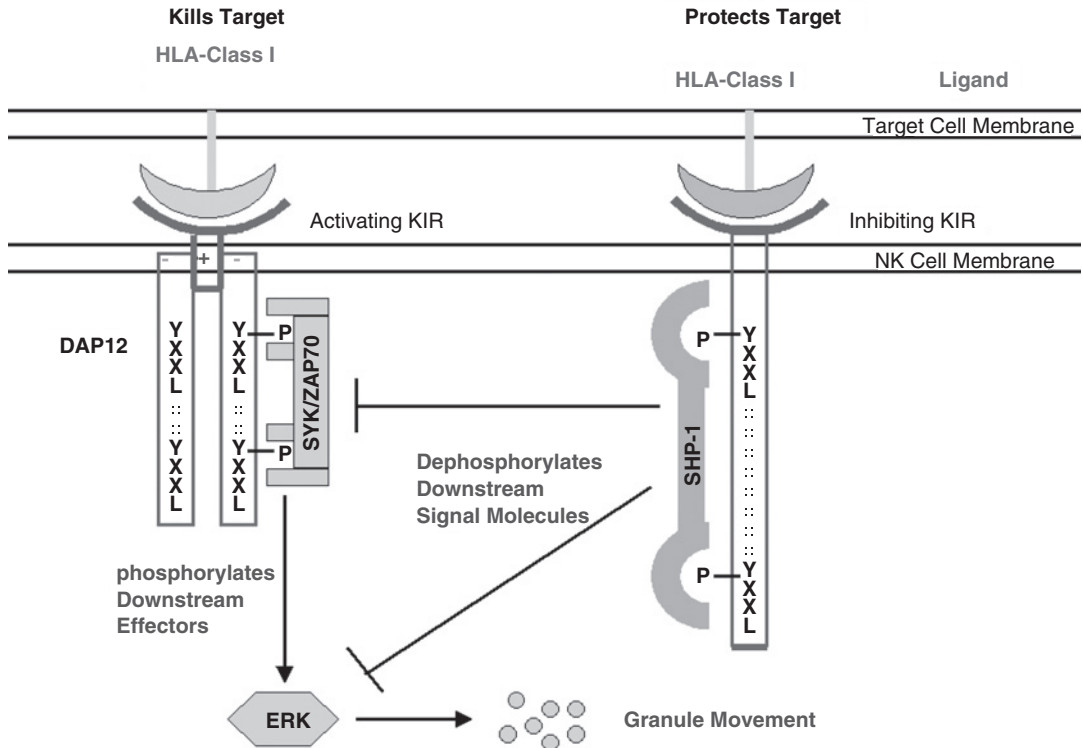 Kills Target
Protects Target
HLA-Class I
HLA-Class I
Ligand
Target Cell Membrane
Activating KIR
Inhibiting KIR
- + -
NK Cell Membrane
DAP12
Y
X
X
L
::
::
Y
X
X
L
Y
X
X
L
::
::
Y
X
X
L
P
P
SYK/ZAP70
P
P
SHP-1
Y
X
X
L
::
::
::
::
::
::
::
::
::
Y
X
X
L
Dephosphorylates
Downstream
Signal Molecules
phosphorylates
Downstream
Effectors
ERK
Granule Movement